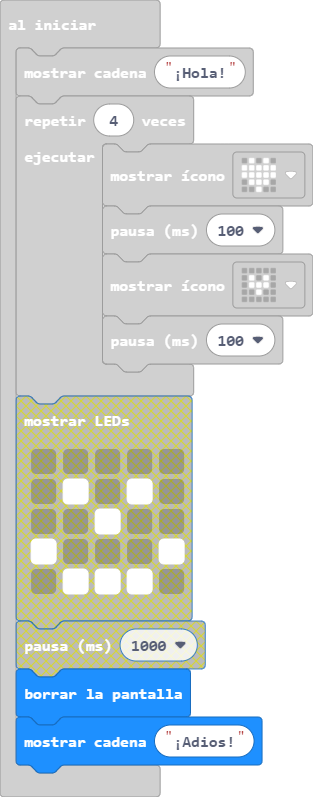 al iniciar
mostrar cadena "¡Hola!"
repetir 4 veces
ejecutar
mostrar ícono
pausa (ms) 100
mostrar ícono
pausa (ms) 100
mostrar LEDs
pausa (ms) 1000
borrar la pantalla
mostrar cadena "¡Adios!"